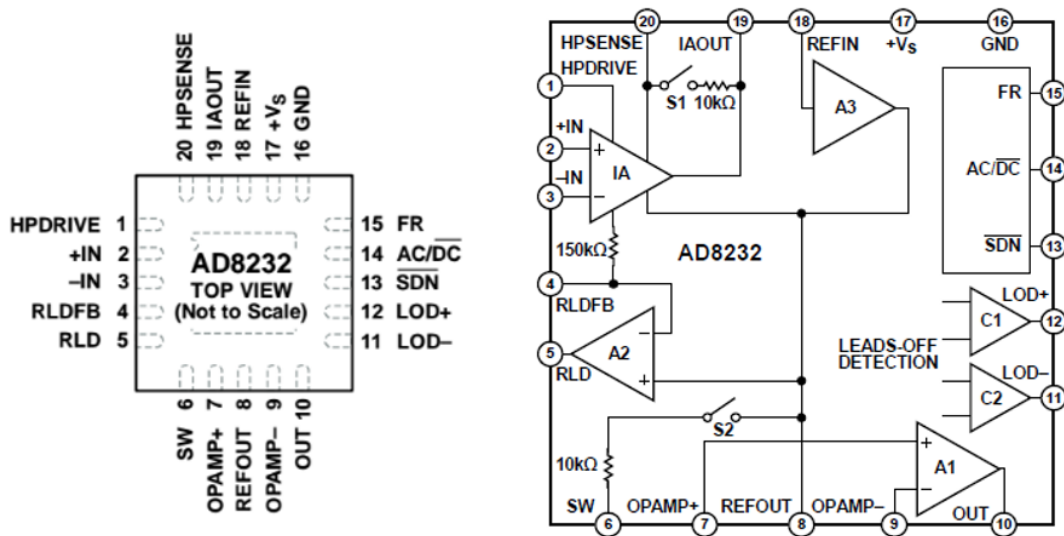 20 HPSENSE
19 IAOUT
18 REFIN
17 +VS
16 GND
HPDRIVE 1
+IN 2
–IN 3
RLDFB 4
RLD 5
AD8232
TOP VIEW
(Not to Scale)
15 FR
14 AC/DC
13 SDN
12 LOD+
11 LOD–
SW 6
OPAMP+ 7
REFOUT 8
OPAMP– 9
OUT 10
20
19
18
17
16
HPSENSE
IAOUT
REFIN
+VS
GND
HPDRIVE
1
S1
10kΩ
A3
FR
15
+IN
2
+
IA
–IN
3
–
AC/DC
14
150kΩ
AD8232
SDN
13
4
RLDFB
–
A2
+
5
RLD
LOD+
C1
12
LEADS-OFF
DETECTION
LOD–
C2
11
S2
10kΩ
+
A1
–
SW
OPAMP+
REFOUT
OPAMP–
OUT
6
7
8
9
10